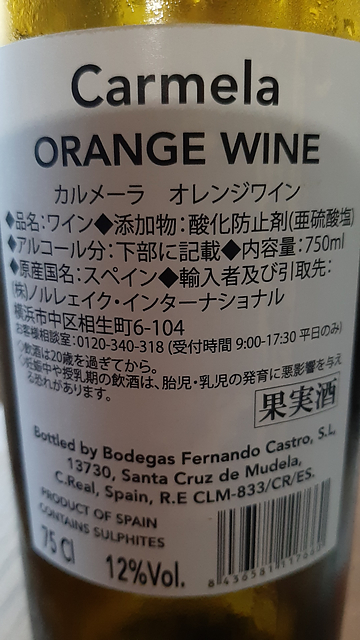 Carmela
ORANGE WINE
カルメーラ オレンジワイン
◆品名:ワイン◆添加物:酸化防止剤(亜硫酸塩)
◆アルコール分:下部に記載◆内容量:750ml
◆原産国名:スペイン◆輸入者及び引取先:
(株)ノルレェイク・インターナショナル
横浜市中区相生町6-104
お客様相談室:0120-340-318 (受付時間 9:00-17:30 平日のみ)
○飲酒は20歳を過ぎてから。
○妊娠中や授乳期の飲酒は、胎児・乳児の発育に悪影響を与え
る恐れがあります。
果実酒
Bottled by Bodegas Fernando Castro, S.L,
13730, Santa Cruz de Mudela,
C.Real, Spain, R.E CLM-833/CR/ES.
PRODUCT OF SPAIN
CONTAINS SULPHITES
75 Cl 12%Vol.